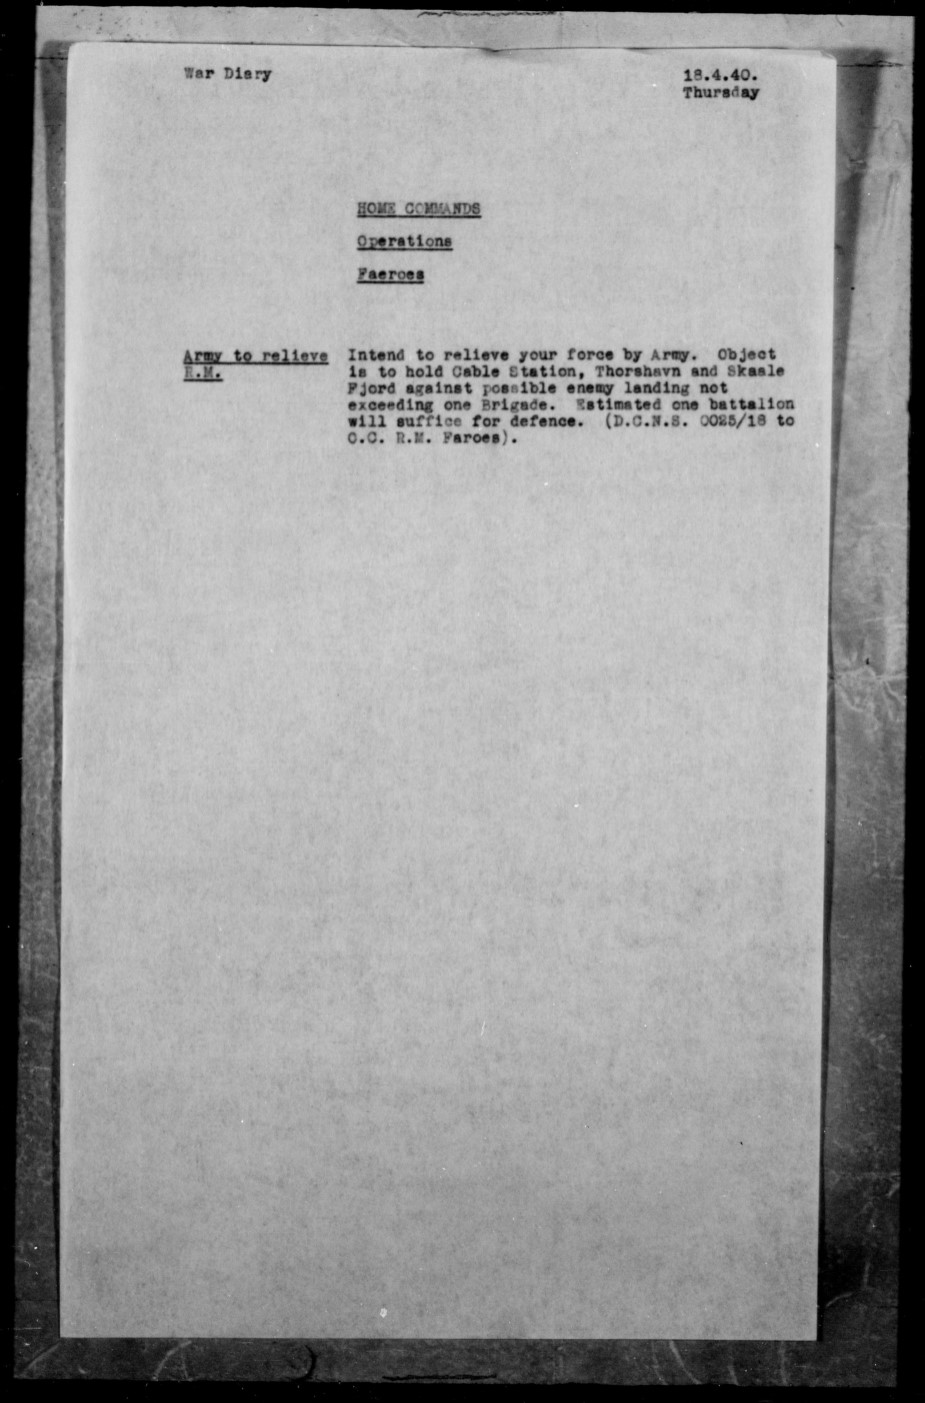 War Diary
18.4.40.
Thursday
HOME COMMANDS
Operations
Faeroes
Army to relieve
R.M.
Intend to relieve your force by Army. Object
is to hold Cable Station, Thorshavn and Skaale
Fjord against possible enemy landing not
exceeding one Brigade. Estimated one battalion
will suffice for defence. (D.C.N.S. 0025/18 to
O.C. R.M. Faroes).